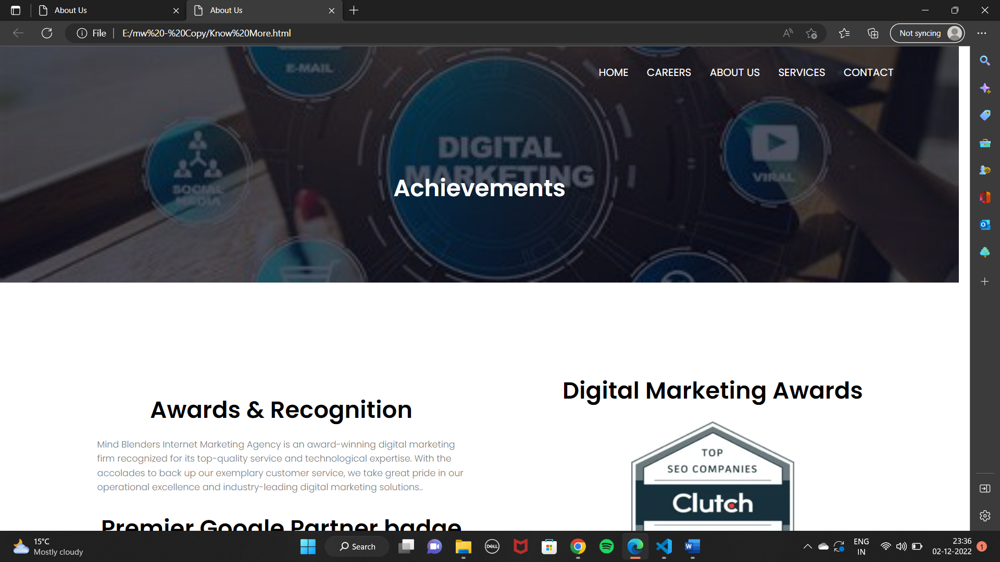 About Us
About Us
File
E:/mw%20-%20Copy/Know%20More.html
Not syncing
E-MAIL
HOME
CAREERS
ABOUT US
SERVICES
CONTACT
SOCIAL
MEDIA
DIGITAL
MARKETING
VIRAL
Achievements
Awards & Recognition
Mind Blenders Internet Marketing Agency is an award-winning digital marketing
firm recognized for its top-quality service and technological expertise. With the
accolades to back up our exemplary customer service, we take great pride in our
operational excellence and industry-leading digital marketing solutions..
Premier Google Partner badge
Digital Marketing Awards
TOP
SEO COMPANIES
Clutch
15°C
Mostly cloudy
Search
DELL
ENG
IN
23:36
02-12-2022
1